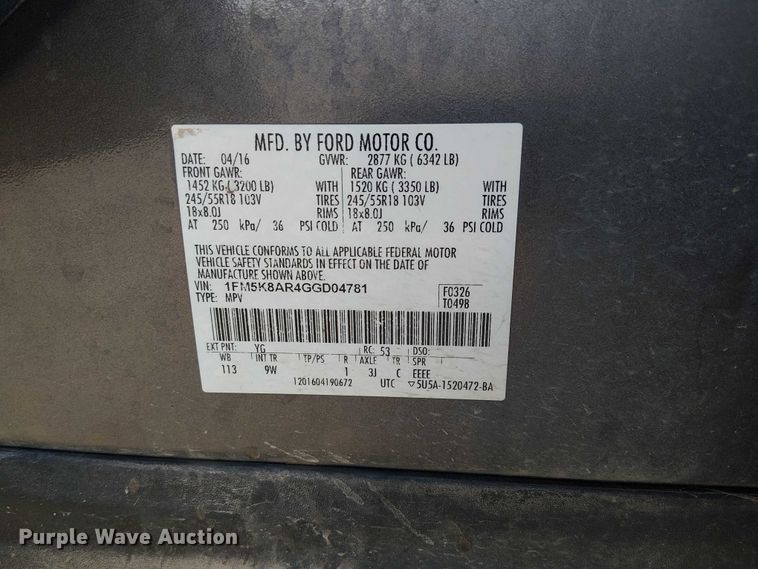 MFD. BY FORD MOTOR CO.
DATE: 04/16 GVWR: 2877 KG ( 6342 LB)
FRONT GAWR: REAR GAWR:
1452 KG ( 3200 LB) WITH 1520 KG ( 3350 LB) WITH
245/55R18 103V TIRES 245/55R18 103V TIRES
18x8.0J RIMS 18x8.0J RIMS
AT 250 kPa/ 36 PSI COLD AT 250 kPa/ 36 PSI COLD
THIS VEHICLE CONFORMS TO ALL APPLICABLE FEDERAL MOTOR
VEHICLE SAFETY STANDARDS IN EFFECT ON THE DATE OF
MANUFACTURE SHOWN ABOVE.
VIN: 1FM5K8AR4GGD04781 F0326
TYPE: MPV T0498
EXT PNT: YG RC: 53 DSO:
WB INT TR TP/PS R AXLE TR SPR
113 9W 1 3J C EEEE
1201604190672 UTC ▽5U5A-1520472-BA
Purple Wave Auction